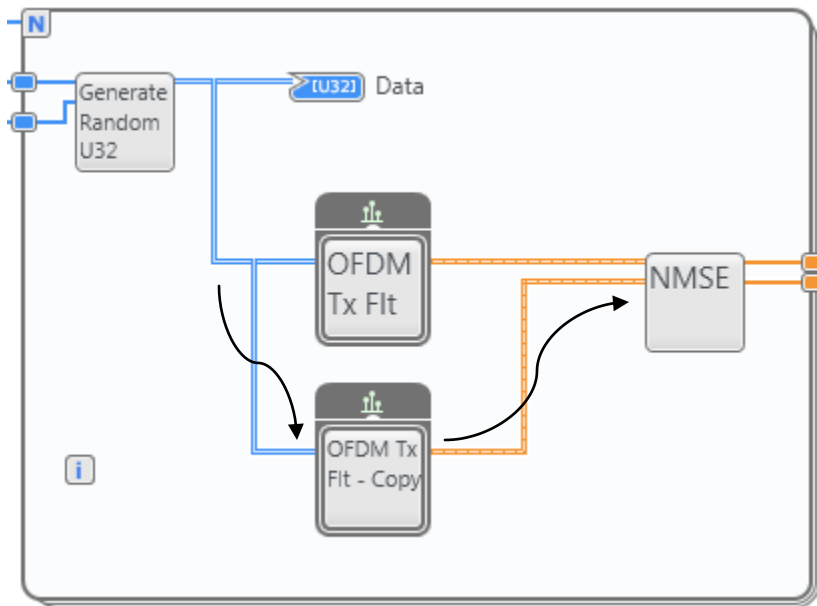 N
Generate
Random
U32
[U32]
Data
OFDM
Tx Flt
NMSE
OFDM Tx
Flt - Copy
i